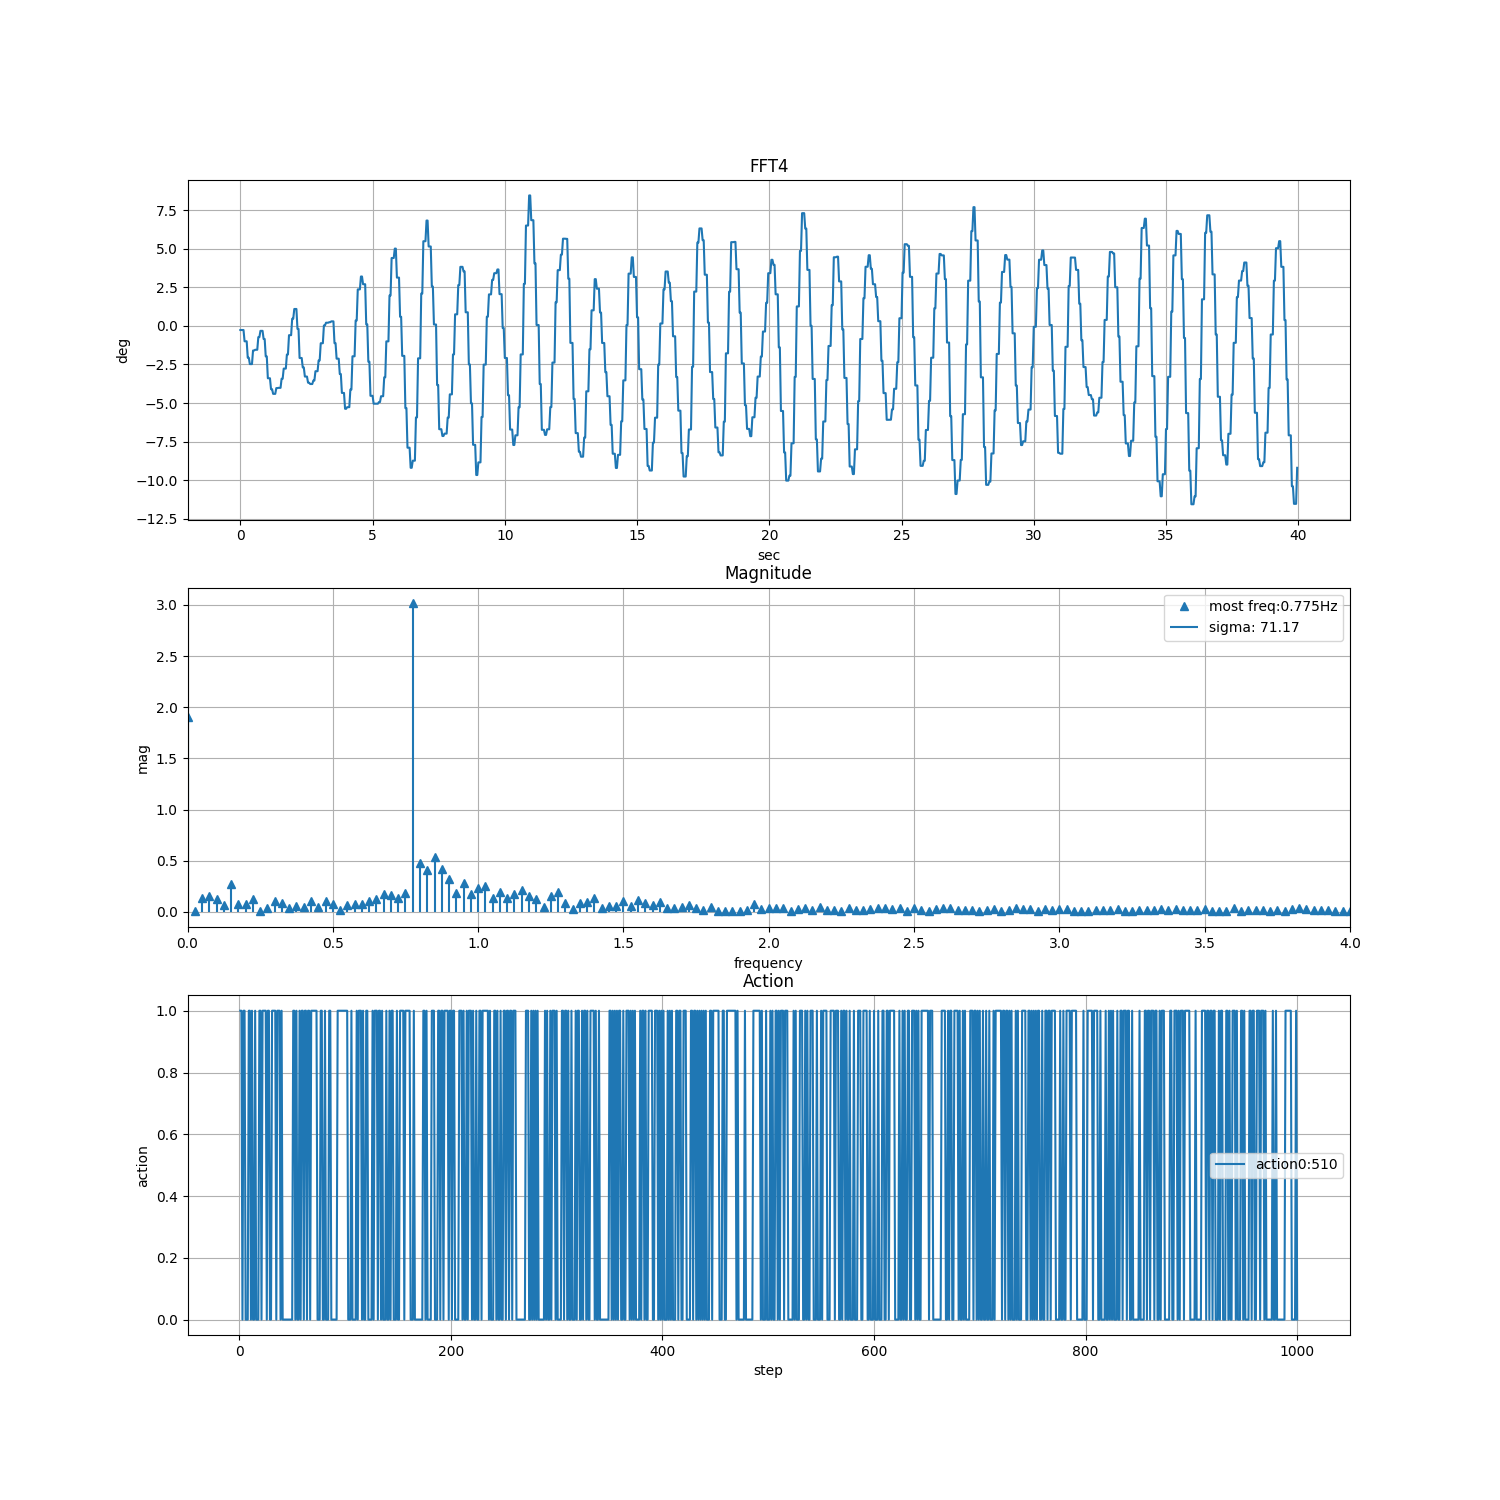 FFT4
7.5
5.0
2.5
0.0
−2.5
−5.0
−7.5
−10.0
−12.5
deg
0 5 10 15 20 25 30 35 40
sec
Magnitude
3.0
2.5
2.0
1.5
1.0
0.5
0.0
mag
most freq:0.775Hz
sigma: 71.17
0.0 0.5 1.0 1.5 2.0 2.5 3.0 3.5 4.0
frequency
Action
1.0
0.8
0.6
0.4
0.2
0.0
action
action0:510
0 200 400 600 800 1000
step